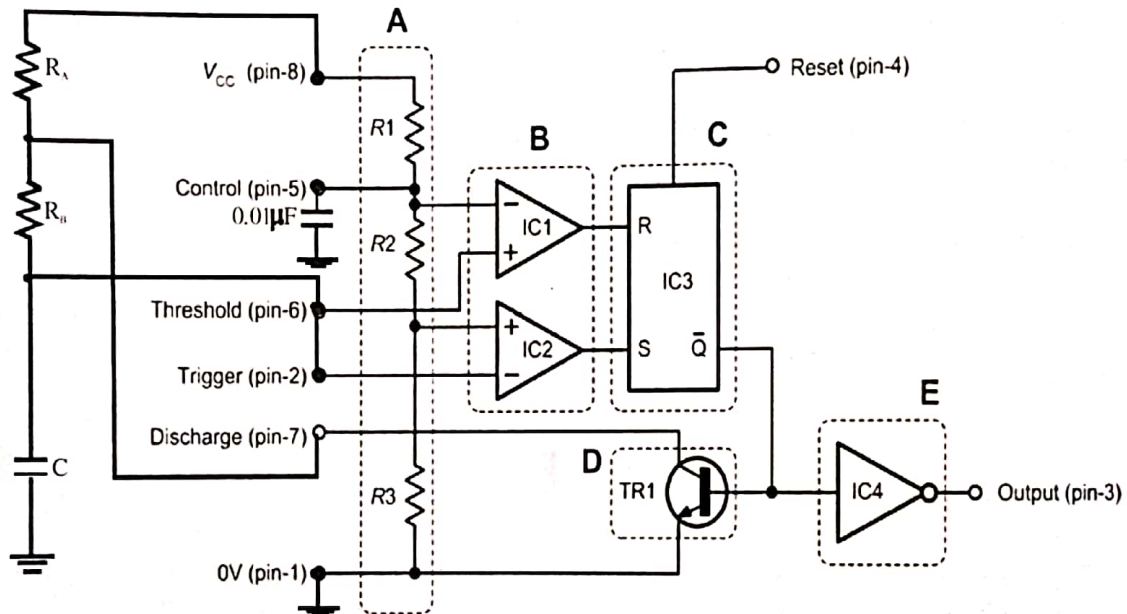 A
R_A
V_CC (pin-8)
Reset (pin-4)
R1
B
C
Control (pin-5)
0.01μF
R_B
IC1
R
R2
IC3
Threshold (pin-6)
IC2
S
Q̄
Trigger (pin-2)
E
Discharge (pin-7)
D
C
TR1
IC4
Output (pin-3)
R3
0V (pin-1)